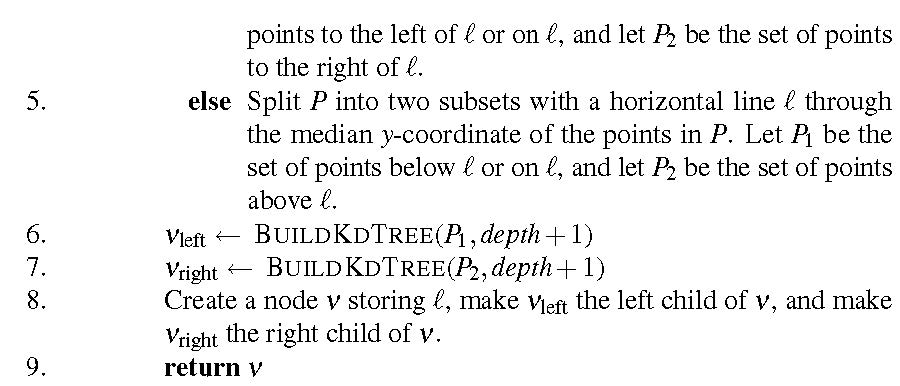 points to the left of ℓ or on ℓ, and let P₂ be the set of points
to the right of ℓ.
5. else Split P into two subsets with a horizontal line ℓ through
the median y-coordinate of the points in P. Let P₁ be the
set of points below ℓ or on ℓ, and let P₂ be the set of points
above ℓ.
6. ν_left ← BUILDKDTREE(P₁, depth + 1)
7. ν_right ← BUILDKDTREE(P₂, depth + 1)
8. Create a node ν storing ℓ, make ν_left the left child of ν, and make
ν_right the right child of ν.
9. return ν